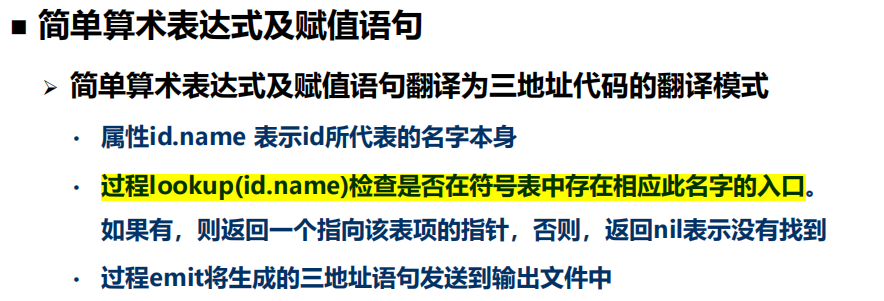 ■ 简单算术表达式及赋值语句
➢ 简单算术表达式及赋值语句翻译为三地址代码的翻译模式
• 属性id.name 表示id所代表的名字本身
• 过程lookup(id.name)检查是否在符号表中存在相应此名字的入口。
如果有，则返回一个指向该表项的指针，否则，返回nil表示没有找到
• 过程emit将生成的三地址语句发送到输出文件中